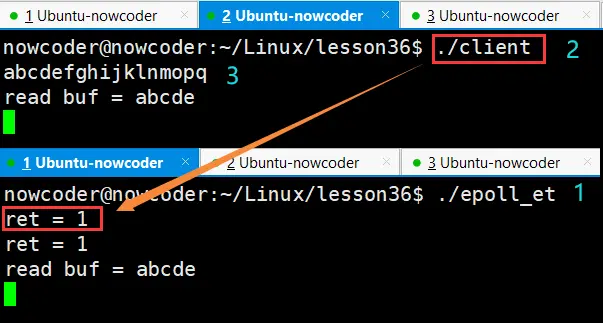 1 Ubuntu-nowcoder × 2 Ubuntu-nowcoder × 3 Ubuntu-nowcoder ×
nowcoder@nowcoder:~/Linux/lesson36$ ./client 2
abcdefghijklnmopq 3
read buf = abcde
1 Ubuntu-nowcoder × 2 Ubuntu-nowcoder × 3 Ubuntu-nowcoder ×
nowcoder@nowcoder:~/Linux/lesson36$ ./epoll_et 1
ret = 1
ret = 1
read buf = abcde